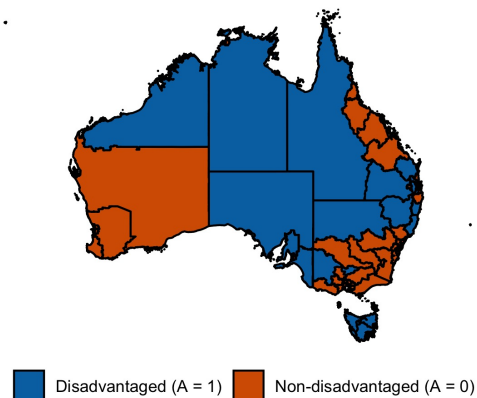 Disadvantaged (A = 1) Non-disadvantaged (A = 0)